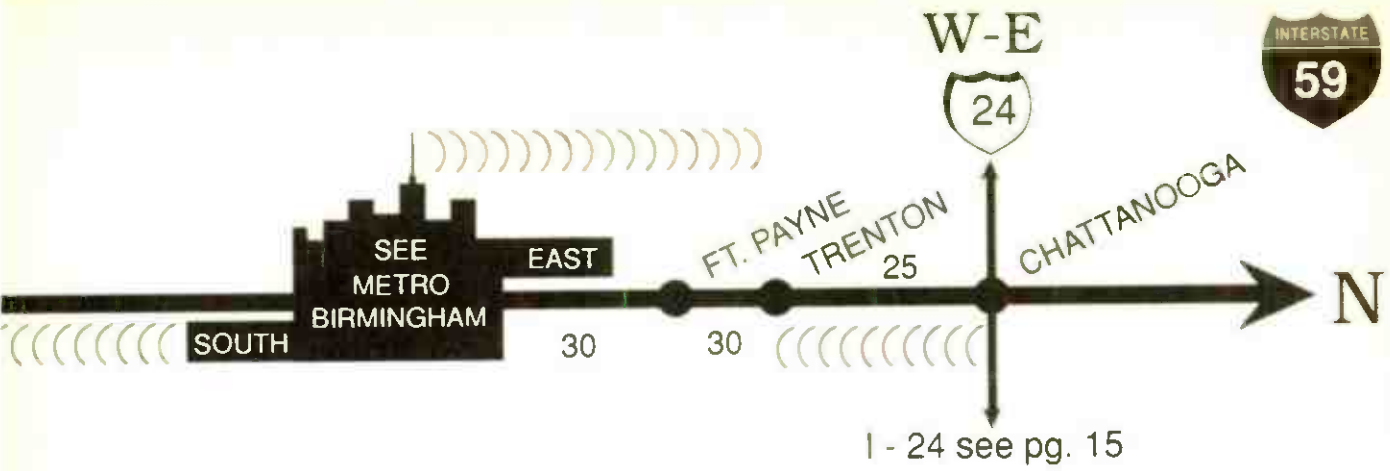 W-E
24
INTERSTATE
59
FT. PAYNE
TRENTON
CHATTANOOGA
SEE
METRO
BIRMINGHAM
EAST
SOUTH
30
30
25
N
I - 24 see pg. 15